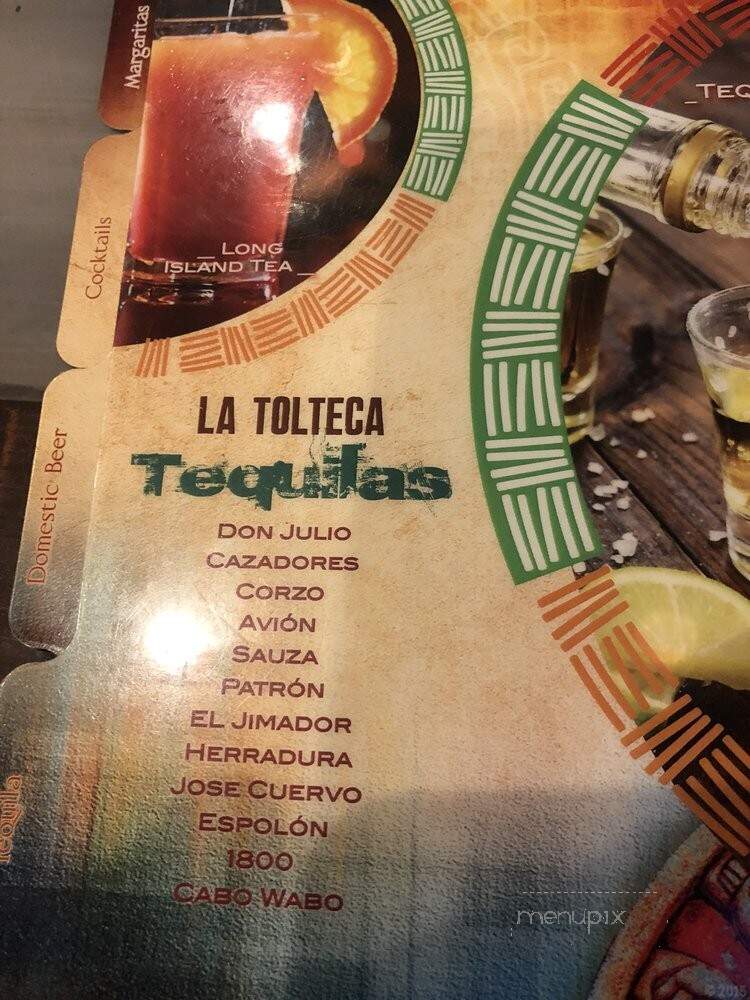 Margaritas
Cocktails
Domestic Beer
Tequila
_ Long
Island Tea _
_Teq
LA TOLTECA
Tequilas
Don Julio
Cazadores
Corzo
Avión
Sauza
Patrón
El Jimador
Herradura
Jose Cuervo
Espolón
1800
Cabo Wabo
menupix